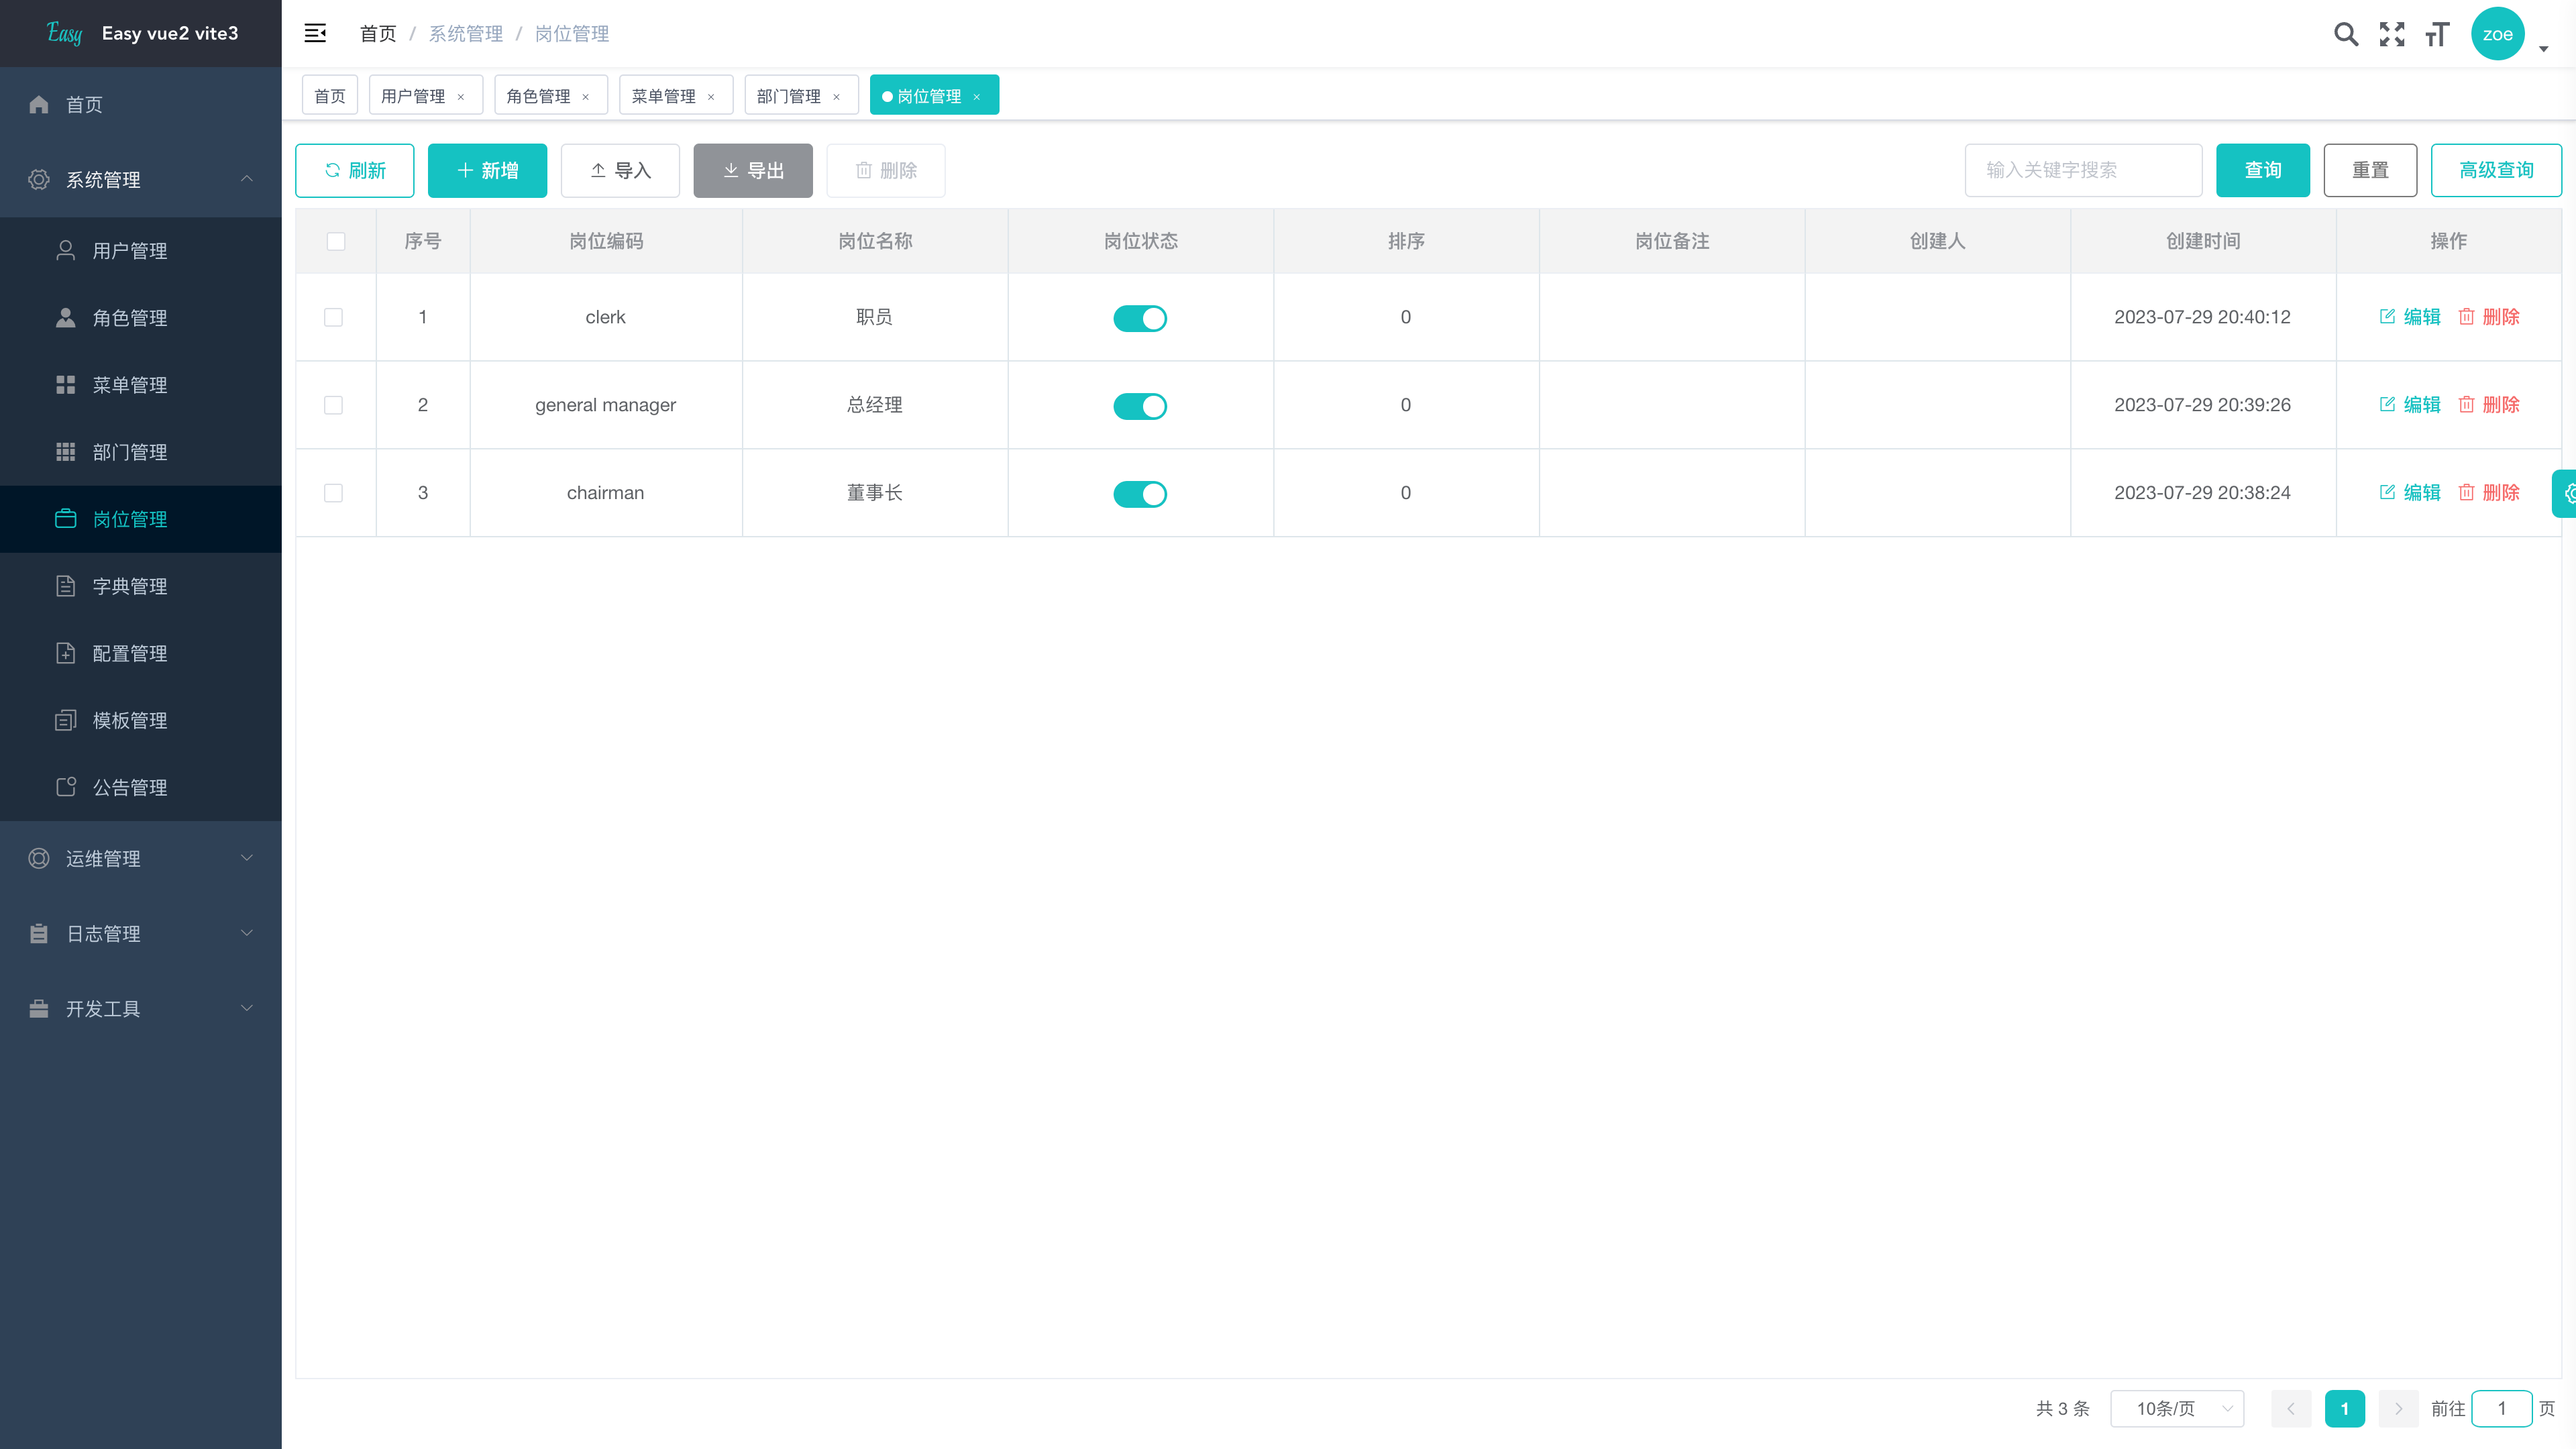 Easy Easy vue2 vite3
首页 / 系统管理 / 岗位管理
zoe
首页
系统管理
用户管理
角色管理
菜单管理
部门管理
岗位管理
字典管理
配置管理
模板管理
公告管理
运维管理
日志管理
开发工具
首页 用户管理 × 角色管理 × 菜单管理 × 部门管理 × 岗位管理 ×
刷新 新增 导入 导出 删除 输入关键字搜索 查询 重置 高级查询
序号 岗位编码 岗位名称 岗位状态 排序 岗位备注 创建人 创建时间 操作
1 clerk 职员 0 2023-07-29 20:40:12 编辑 删除
2 general manager 总经理 0 2023-07-29 20:39:26 编辑 删除
3 chairman 董事长 0 2023-07-29 20:38:24 编辑 删除
共 3 条 10条/页 1 前往 1 页